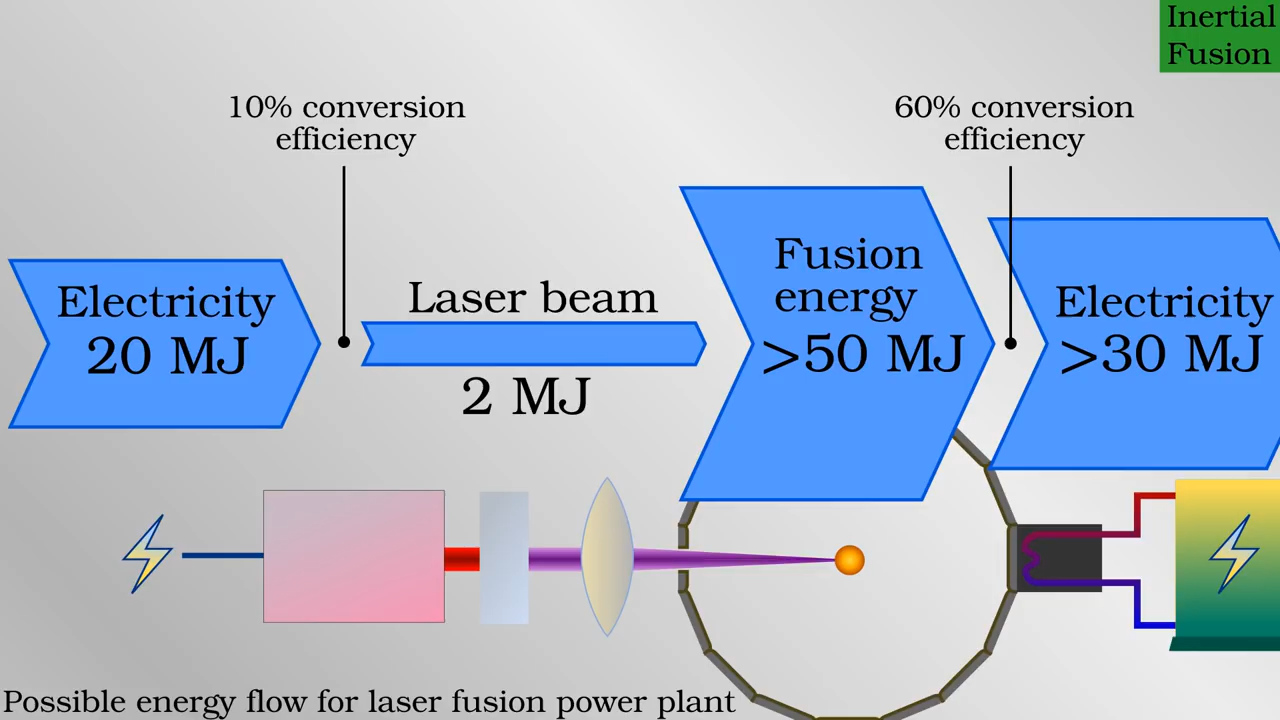 Inertial
Fusion
10% conversion
efficiency
60% conversion
efficiency
Electricity
20 MJ
Laser beam
2 MJ
Fusion
energy
>50 MJ
Electricity
>30 MJ
Possible energy flow for laser fusion power plant